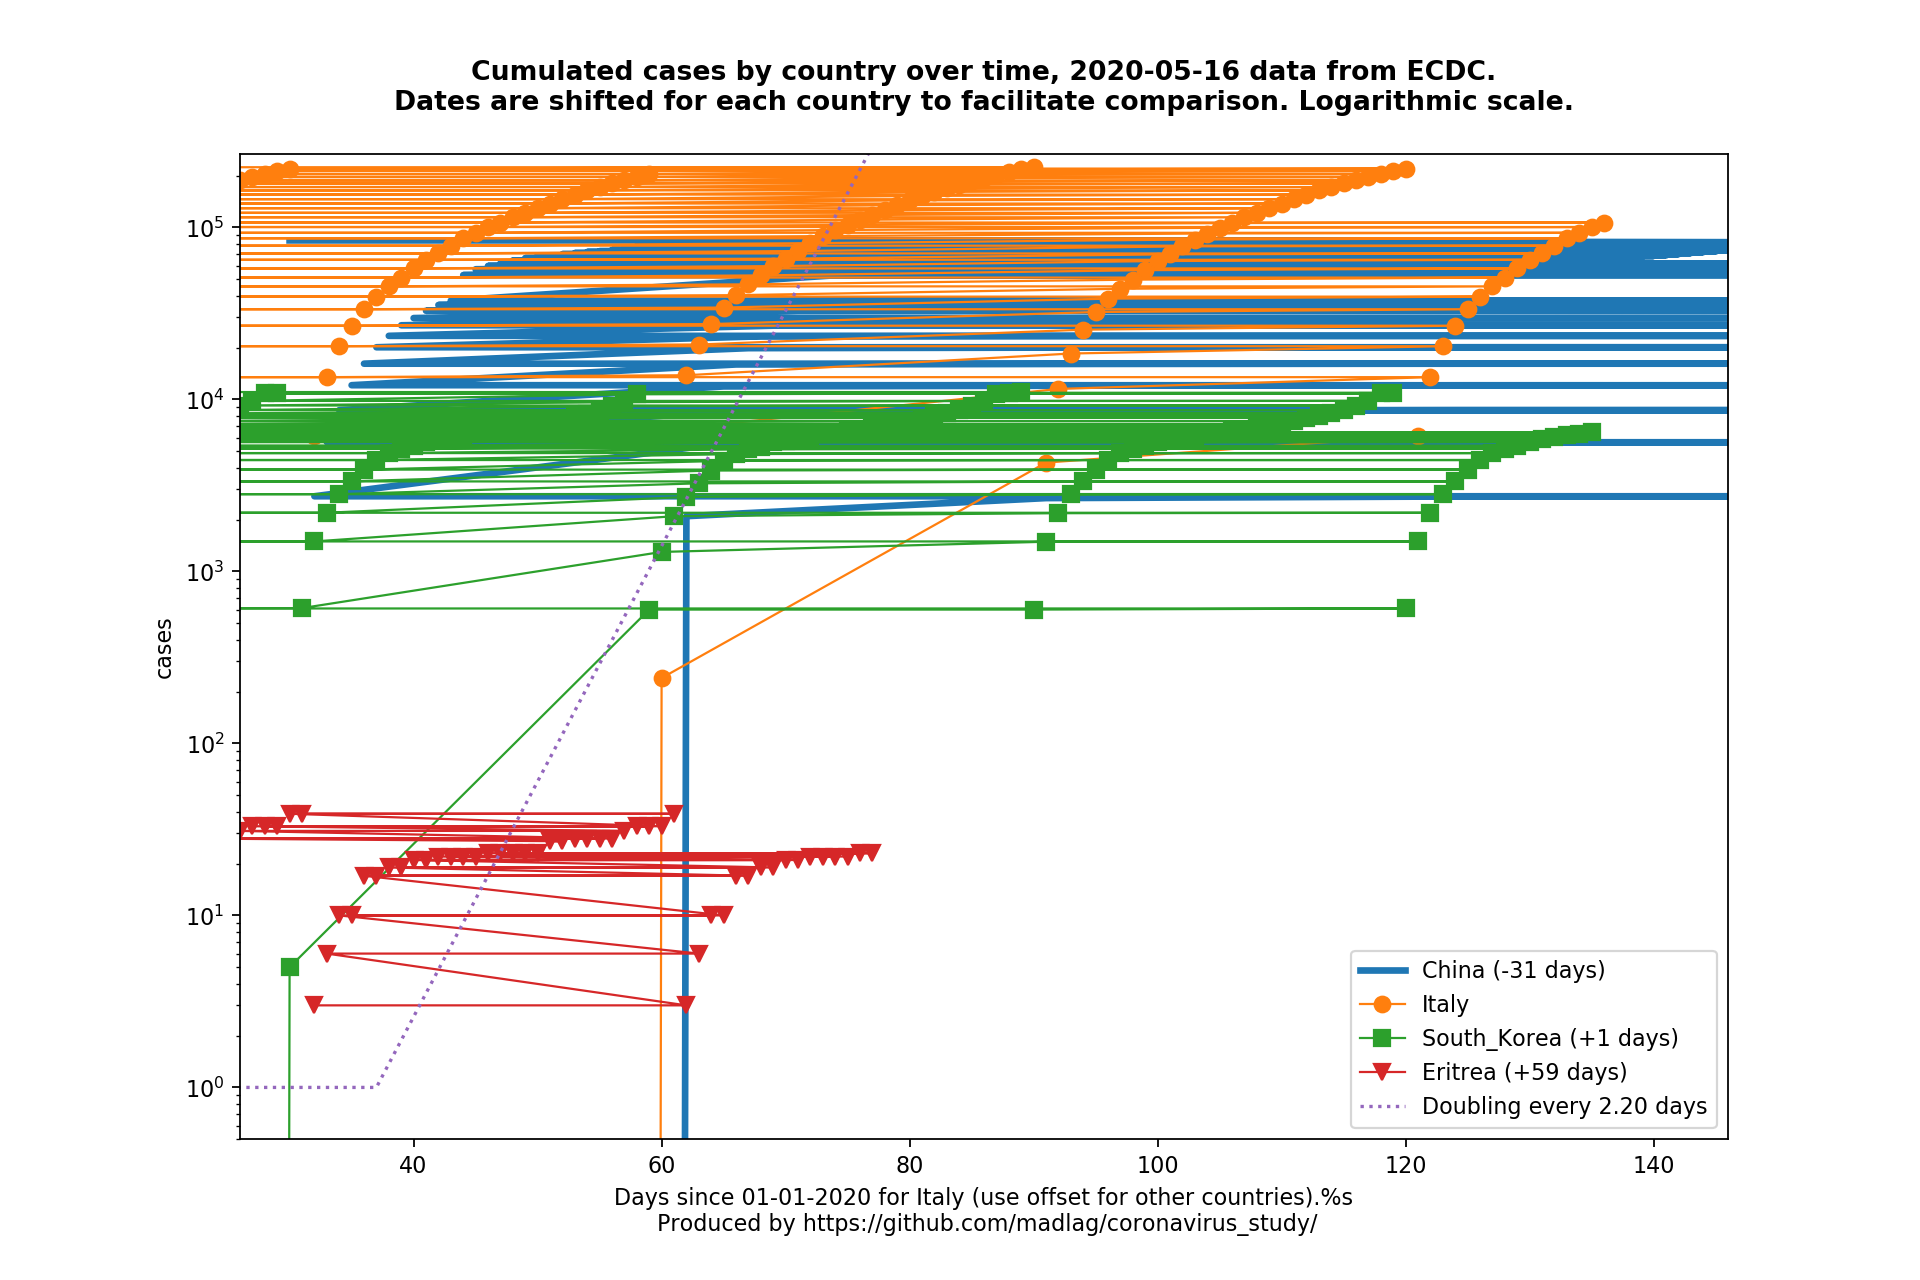 Cumulated cases by country over time, 2020-05-16 data from ECDC.
Dates are shifted for each country to facilitate comparison. Logarithmic scale.
cases
10^5
10^4
10^3
10^2
10^1
10^0
40 60 80 100 120 140
China (-31 days)
Italy
South_Korea (+1 days)
Eritrea (+59 days)
Doubling every 2.20 days
Days since 01-01-2020 for Italy (use offset for other countries).%s
Produced by https://github.com/madlag/coronavirus_study/